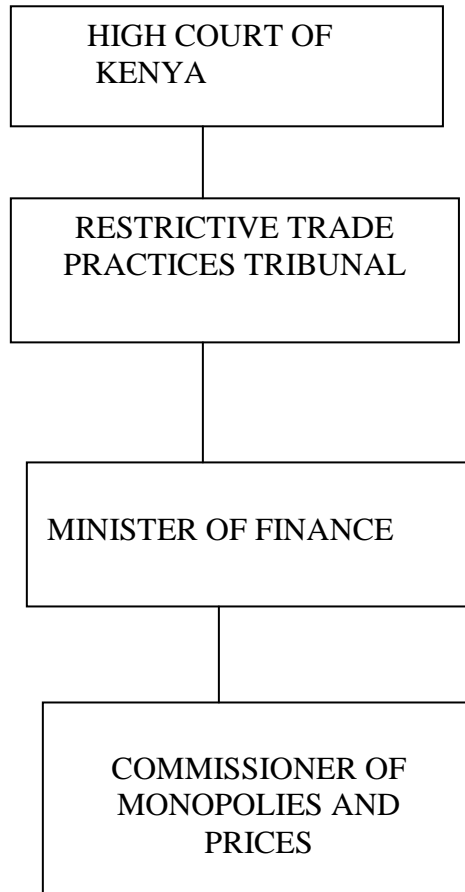 HIGH COURT OF
KENYA
RESTRICTIVE TRADE
PRACTICES TRIBUNAL
MINISTER OF FINANCE
COMMISSIONER OF
MONOPOLIES AND
PRICES